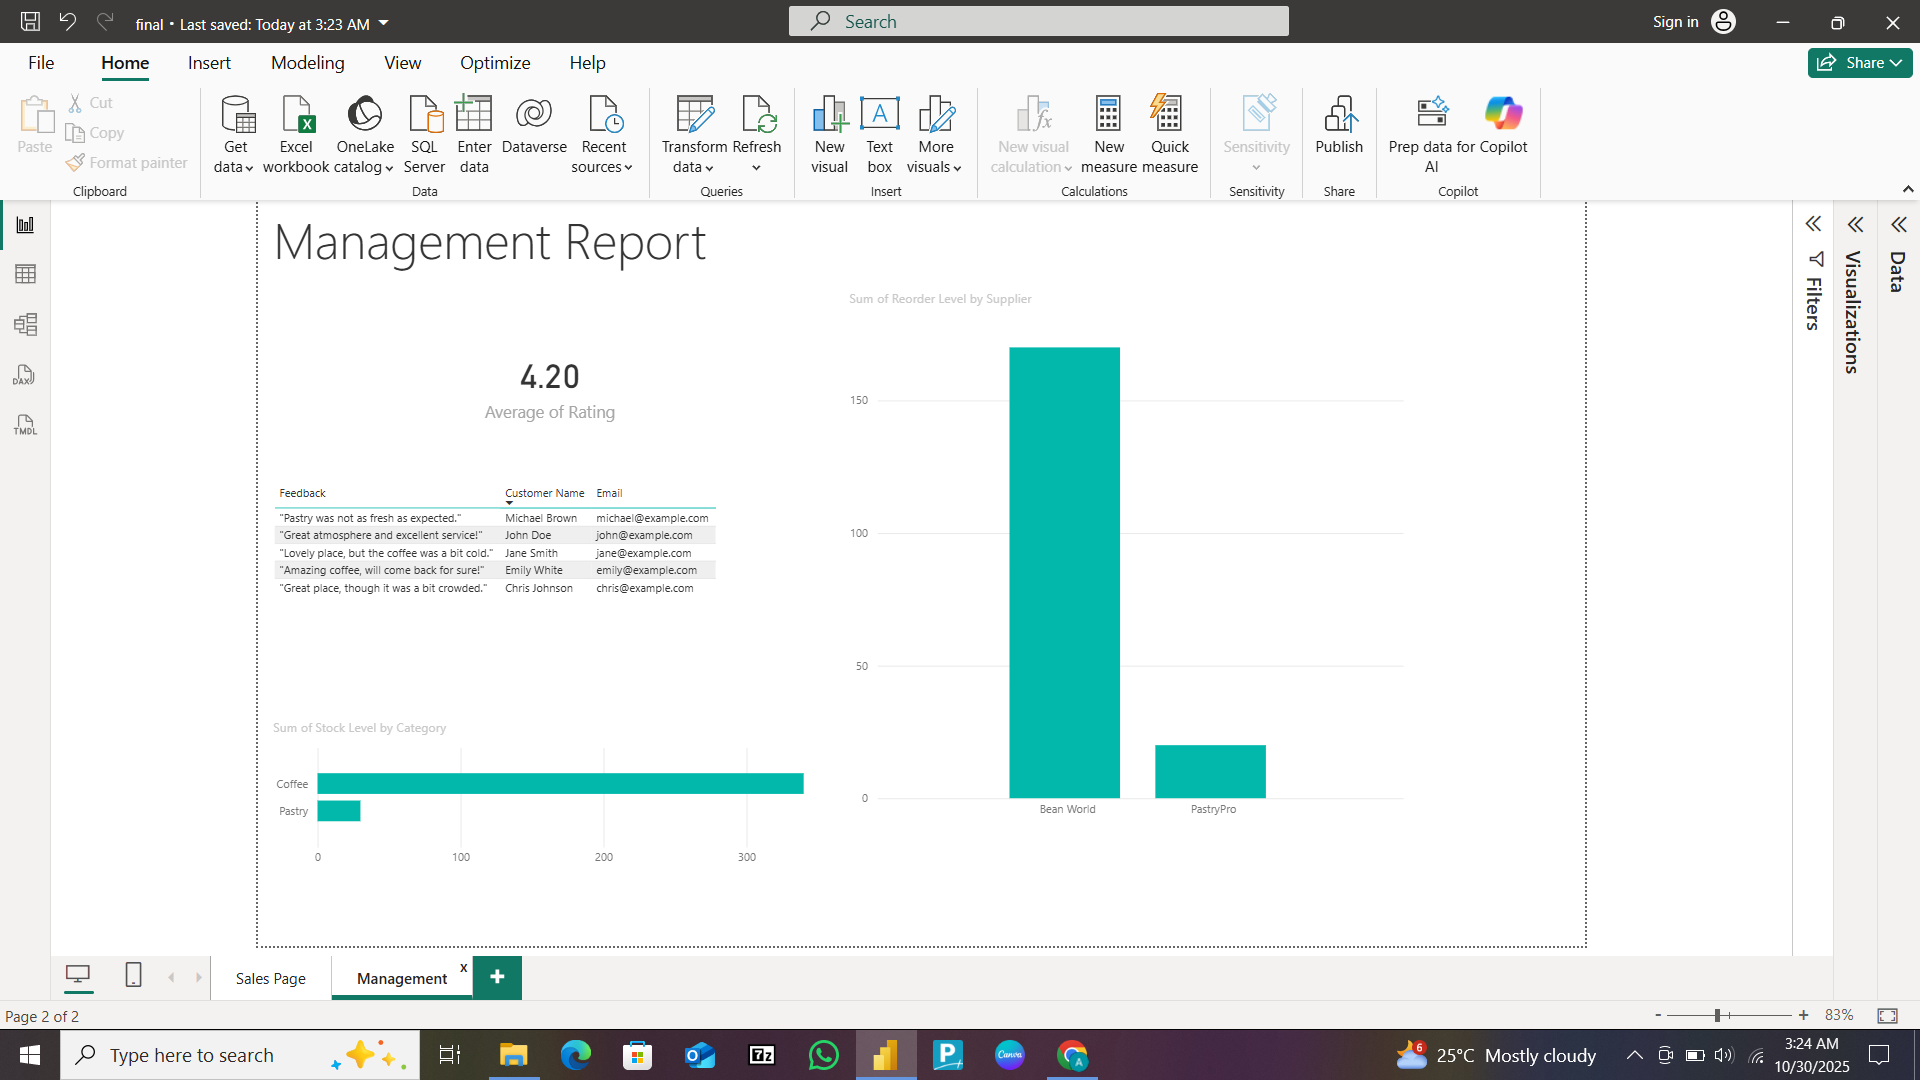 final • Last saved: Today at 3:23 AM
Search
Sign in
File
Home
Insert
Modeling
View
Optimize
Help
Share
Paste
Cut
Copy
Format painter
Clipboard
Get data
Excel workbook
OneLake catalog
SQL Server
Enter data
Dataverse
Recent sources
Data
Transform data
Refresh
Queries
New visual
Text box
More visuals
Insert
New visual calculation
New measure
Quick measure
Calculations
Sensitivity
Sensitivity
Publish
Share
Prep data for AI
Copilot
Copilot
DAX
TMDL
Management Report
4.20
Average of Rating
Feedback Customer Name Email
"Pastry was not as fresh as expected." Michael Brown michael@example.com
"Great atmosphere and excellent service!" John Doe john@example.com
"Lovely place, but the coffee was a bit cold." Jane Smith jane@example.com
"Amazing coffee, will come back for sure!" Emily White emily@example.com
"Great place, though it was a bit crowded." Chris Johnson chris@example.com
Sum of Stock Level by Category
Coffee
Pastry
0 100 200 300
Sum of Reorder Level by Supplier
150
100
50
0
Bean World PastryPro
Filters
Visualizations
Data
Sales Page
Management
x
+
Page 2 of 2
- + 83%
Type here to search
7z
Canva
6
25°C Mostly cloudy
3:24 AM
10/30/2025